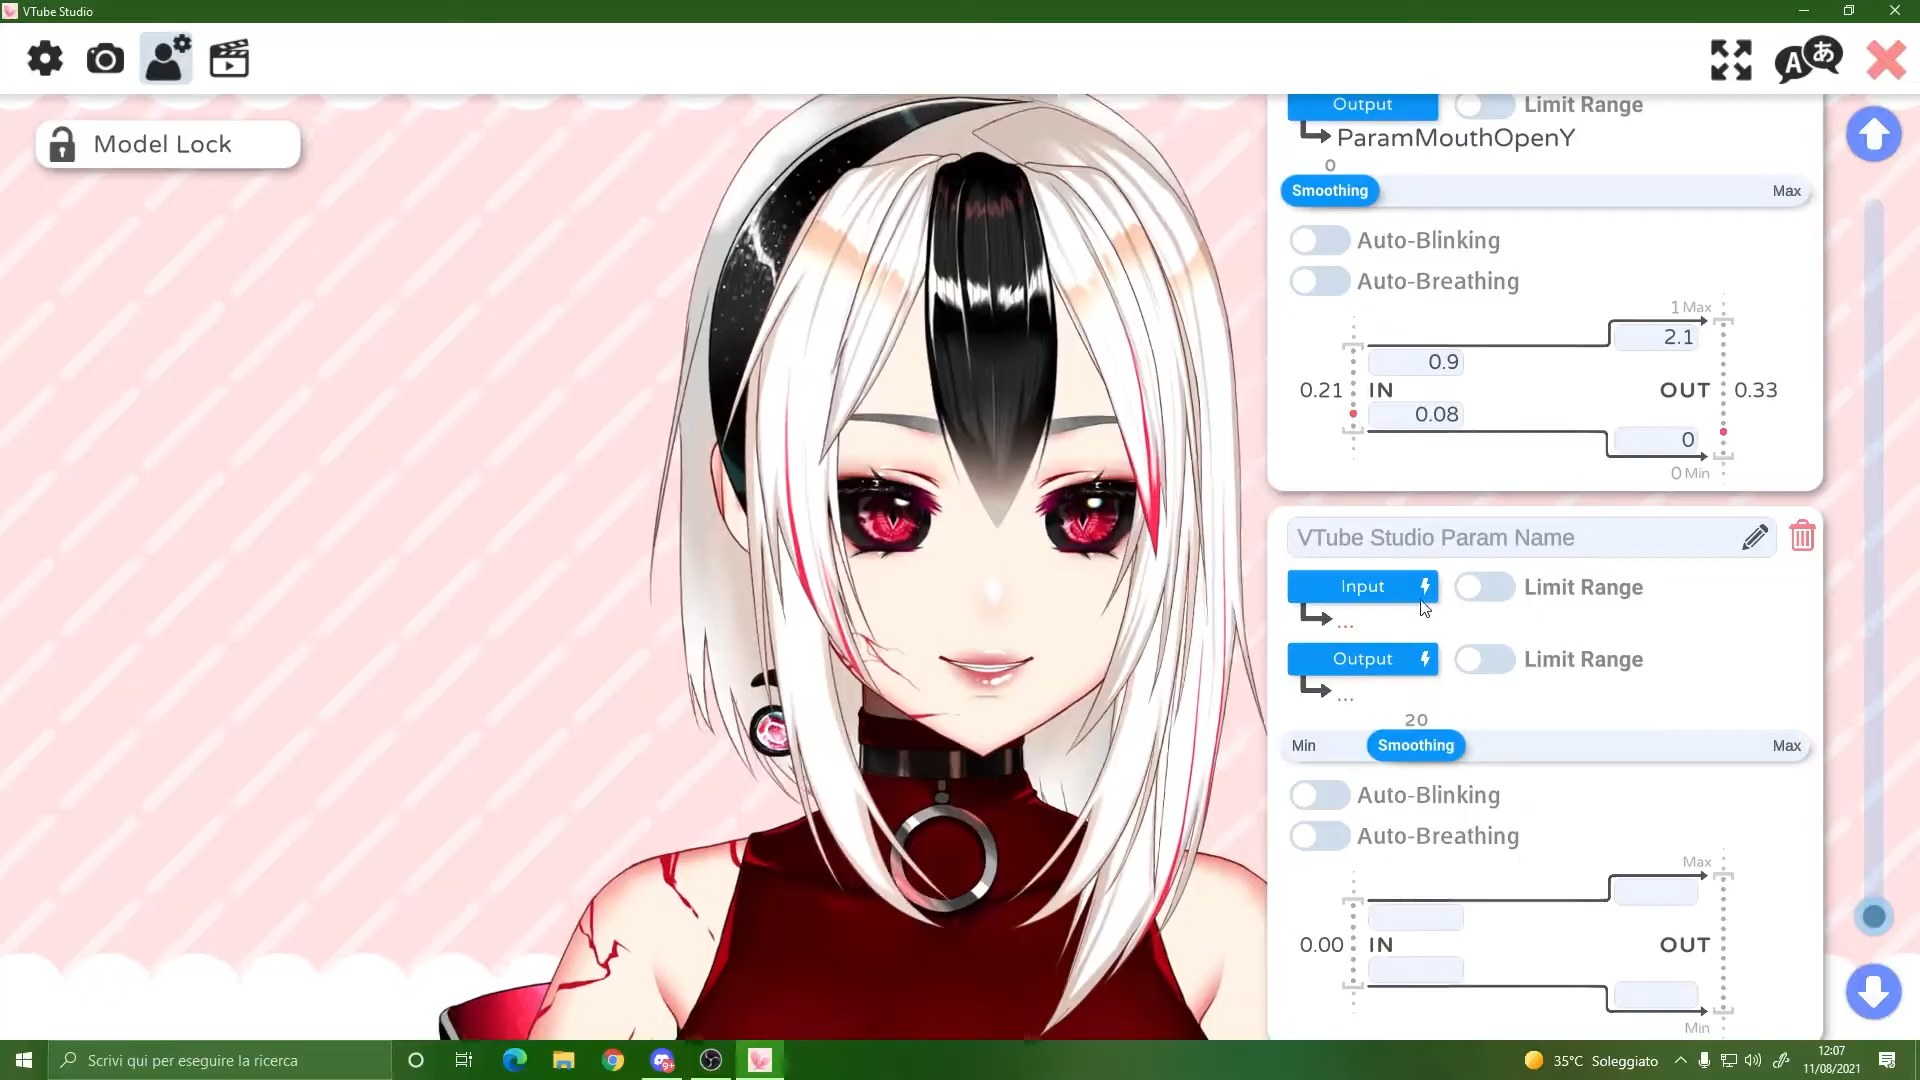 VTube Studio
A あ
Model Lock
Output
Limit Range
ParamMouthOpenY
0
Smoothing
Max
Auto-Blinking
Auto-Breathing
1 Max
2.1
0.9
0.21
IN
OUT
0.33
0.08
0
0 Min
VTube Studio Param Name
Input
Limit Range
...
Output
Limit Range
...
20
Min
Smoothing
Max
Auto-Blinking
Auto-Breathing
Max
0.00
IN
OUT
Min
Scrivi qui per eseguire la ricerca
9+
35°C Soleggiato
12:07
11/08/2021